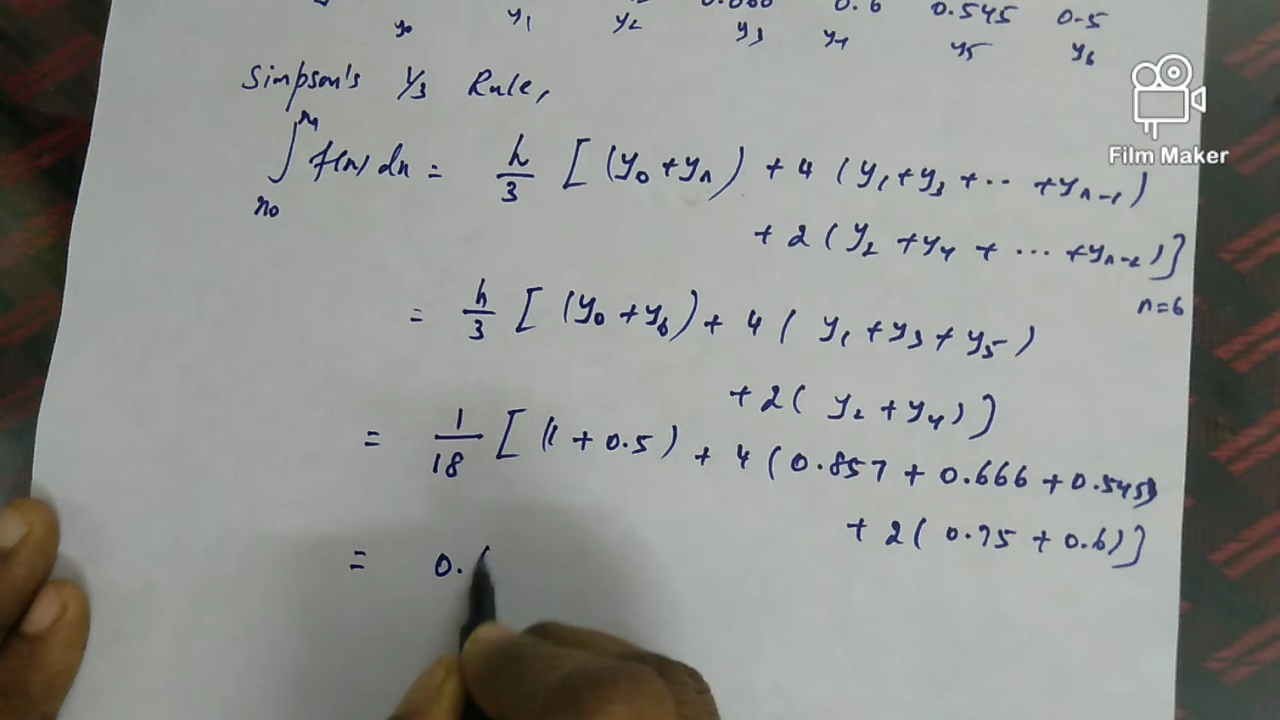 0.6 0.545 0.5
y₀ y₁ y₂ y₃ y₄ y₅ y₆
Simpson's 1/3 Rule,
Film Maker
∫ f(x) dx = h/3 [ (y₀ + yₙ) + 4 (y₁ + y₃ + ... + yₙ₋₁)
x₀
+ 2 ( y₂ + y₄ + ... + yₙ₋₂ ) ]
n=6
= h/3 [ (y₀ + y₆) + 4 ( y₁ + y₃ + y₅ )
+ 2 ( y₂ + y₄ ) ]
= 1/18 [ (1 + 0.5) + 4 ( 0.857 + 0.666 + 0.545)
+ 2 ( 0.75 + 0.6) ]
= 0.